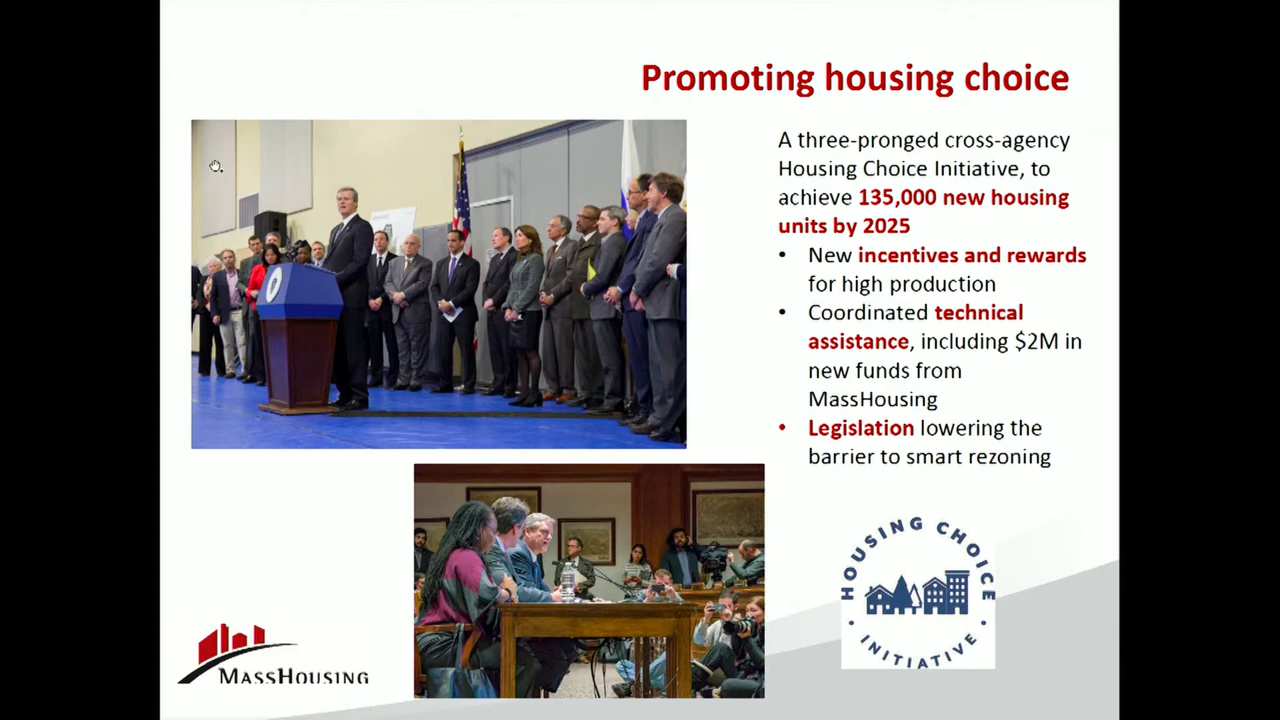 Promoting housing choice
A three-pronged cross-agency
Housing Choice Initiative, to
achieve 135,000 new housing
units by 2025
• New incentives and rewards
for high production
• Coordinated technical
assistance, including $2M in
new funds from
MassHousing
• Legislation lowering the
barrier to smart rezoning
MASSHOUSING
HOUSING CHOICE
• INITIATIVE •